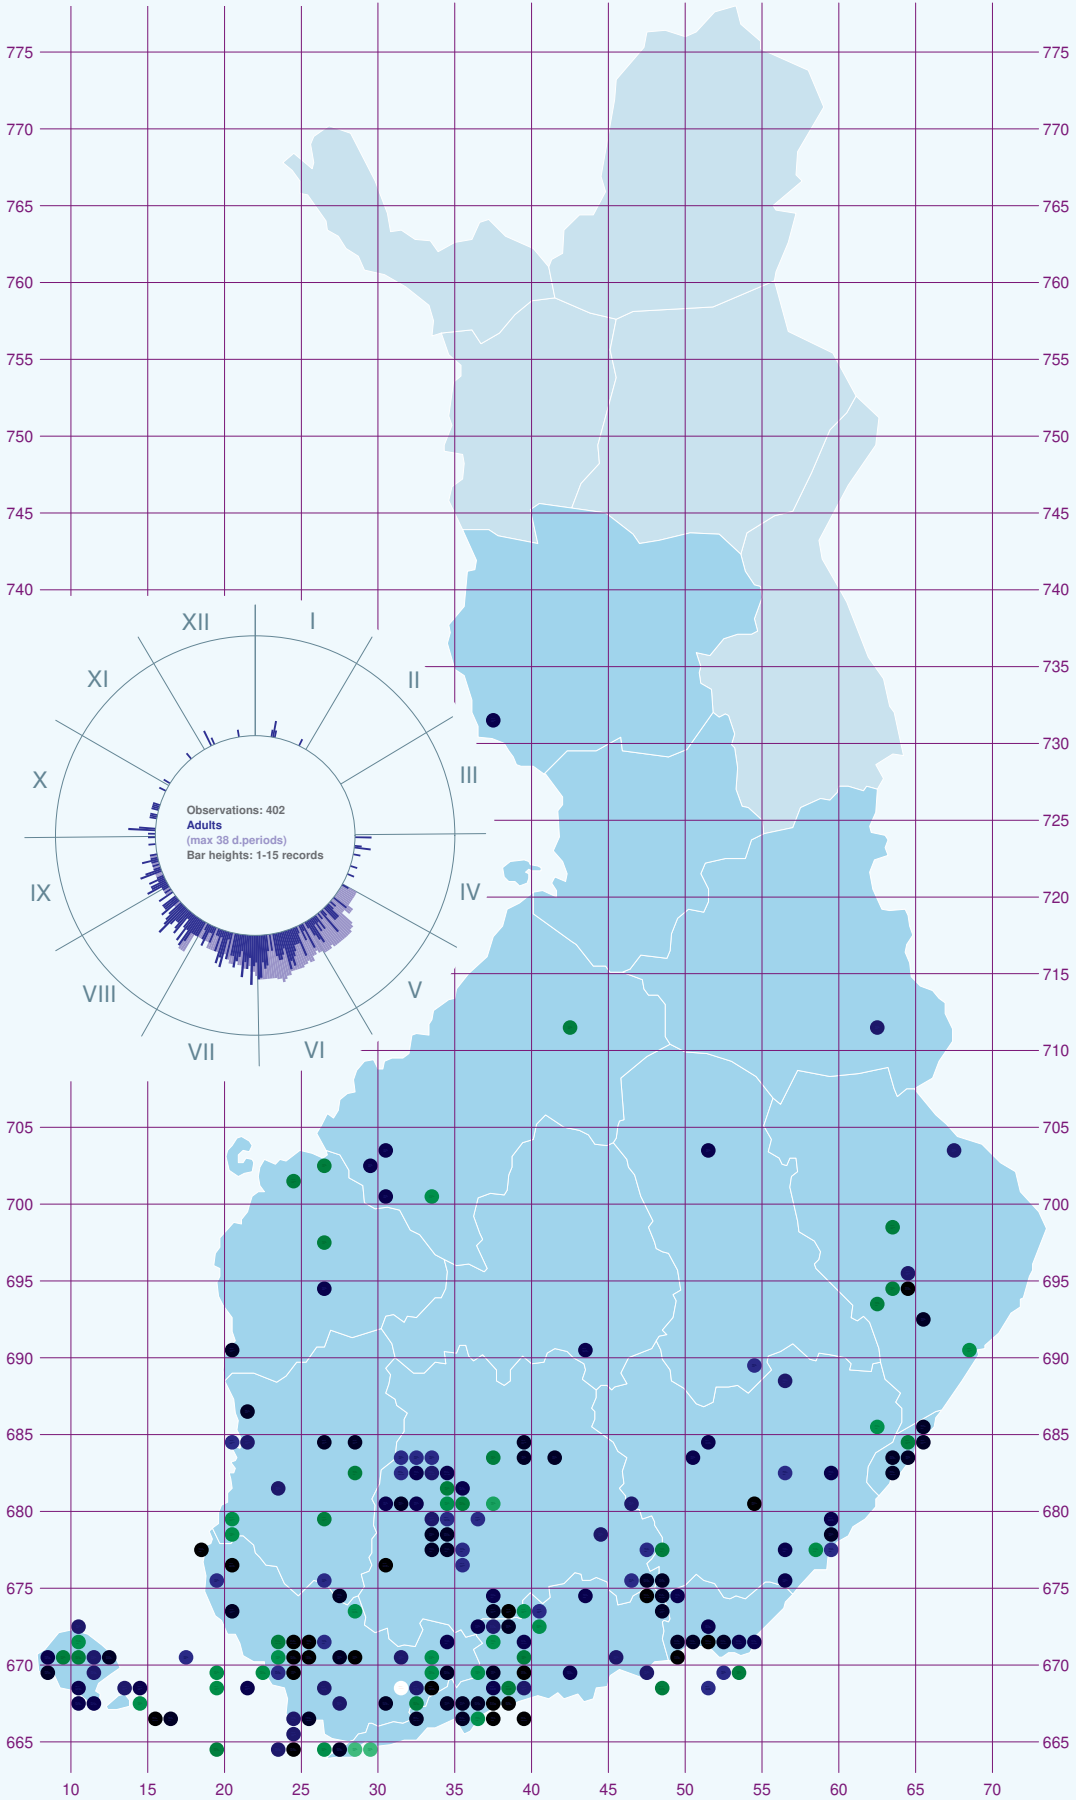 775 775
770 770
765 765
760 760
755 755
750 750
745 745
740 740
XII I
XI II
735
730
X III
Observations: 402
Adults
(max 38 d.periods)
Bar heights: 1-15 records
725
IX IV
720
VIII V
715
VII VI
710
705 705
700 700
695 695
690 690
685 685
680 680
675 675
670 670
665 665
10 15 20 25 30 35 40 45 50 55 60 65 70